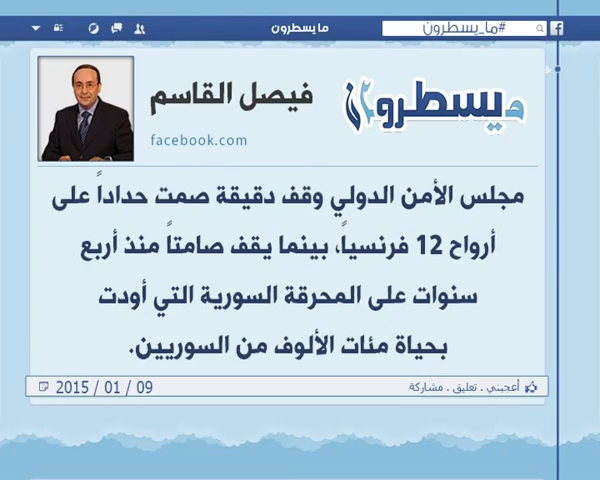 #ما_يسطرون
ما يسطرون
ما يسطرون
فيصل القاسم
facebook.com
مجلس الأمن الدولي وقف دقيقة صمت حداداً على
أرواح 12 فرنسياً، بينما يقف صامتاً منذ أربع
سنوات على المحرقة السورية التي أودت
بحياة مئات الألوف من السوريين.
أعجبني . تعليق . مشاركة
2015 / 01 / 09